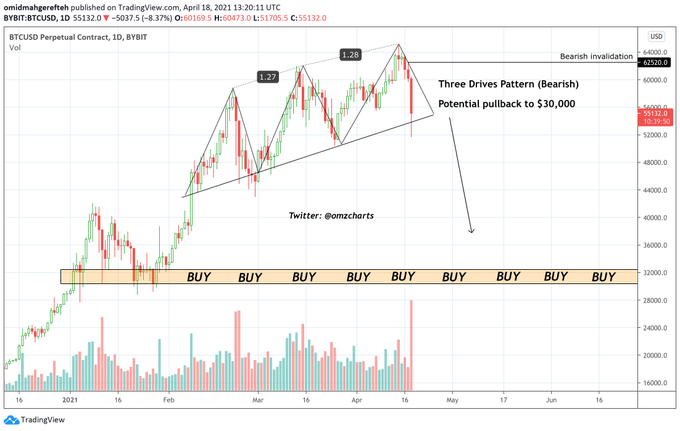 omidmahgerefteh published on TradingView.com, April 18, 2021 13:20:11 UTC
BYBIT:BTCUSD, 1D 55132.0 ▼ −5037.5 (−8.37%) O:60169.5 H:60473.0 L:51705.5 C:55132.0
BTCUSD Perpetual Contract, 1D, BYBIT
Vol
USD
64000.0
Bearish invalidation
62520.0
60000.0
1.27
1.28
Three Drives Pattern (Bearish)
Potential pullback to $30,000
56000.0
55132.0
10:39:50
52000.0
48000.0
44000.0
40000.0
Twitter: @omzcharts
36000.0
32000.0
BUY BUY BUY BUY BUY BUY BUY BUY BUY
28000.0
24000.0
20000.0
16000.0
16 2021 18 Feb Mar 16 Apr 16 May 17 Jun 16
TradingView